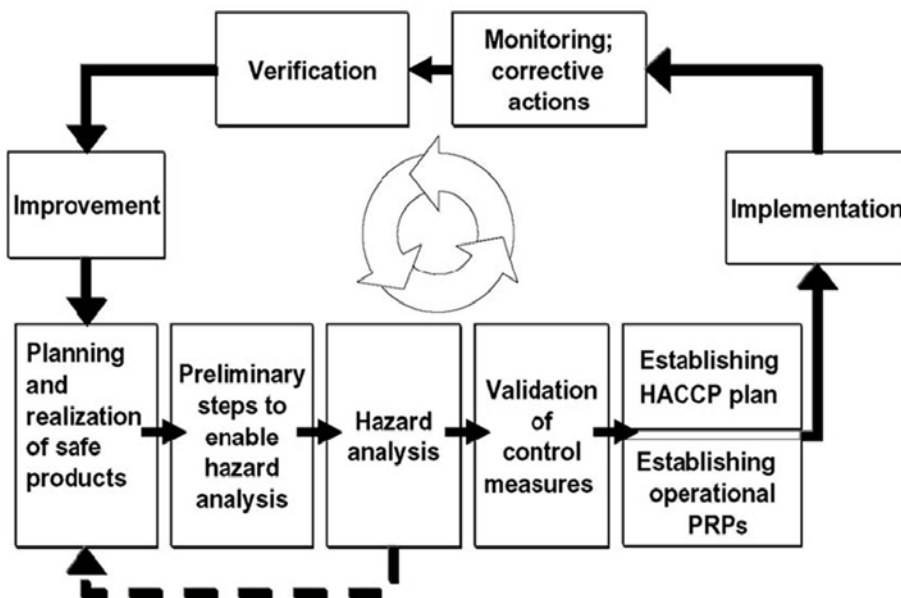 Verification
Monitoring;
corrective
actions
Improvement
Implementation
Planning
and
realization
of safe
products
Preliminary
steps to
enable
hazard
analysis
Hazard
analysis
Validation
of
control
measures
Establishing
HACCP plan
Establishing
operational
PRPs